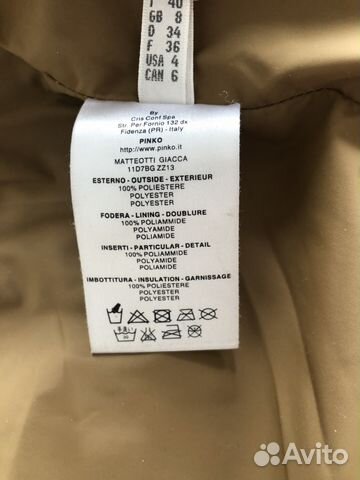 I 40
GB 8
D 34
F 36
USA 4
CAN 6
By
Cris Conf Spa
Str. Per Fornio 132 dx
Fidenza (PR) - Italy
PINKO
http://www.pinko.it
MATTEOTTI GIACCA
11D7BG ZZ13
ESTERNO - OUTSIDE - EXTERIEUR
100% POLIESTERE
POLYESTER
POLYESTER
FODERA - LINING - DOUBLURE
100% POLIAMMIDE
POLYAMIDE
POLIAMIDE
INSERTI - PARTICULAR - DETAIL
100% POLIAMMIDE
POLYAMIDE
POLIAMIDE
IMBOTTITURA - INSULATION - GARNISSAGE
100% POLIESTERE
POLYESTER
POLYESTER
Avito